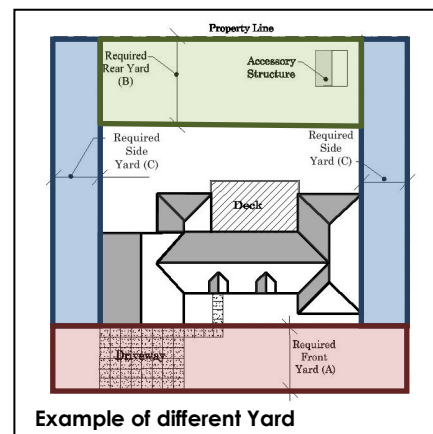 Property Line
Required
Rear Yard
(B)
Accessory
Structure
Required
Side
Yard (C)
Required
Side
Yard (C)
Deck
Driveway
Required
Front
Yard (A)
Example of different Yard